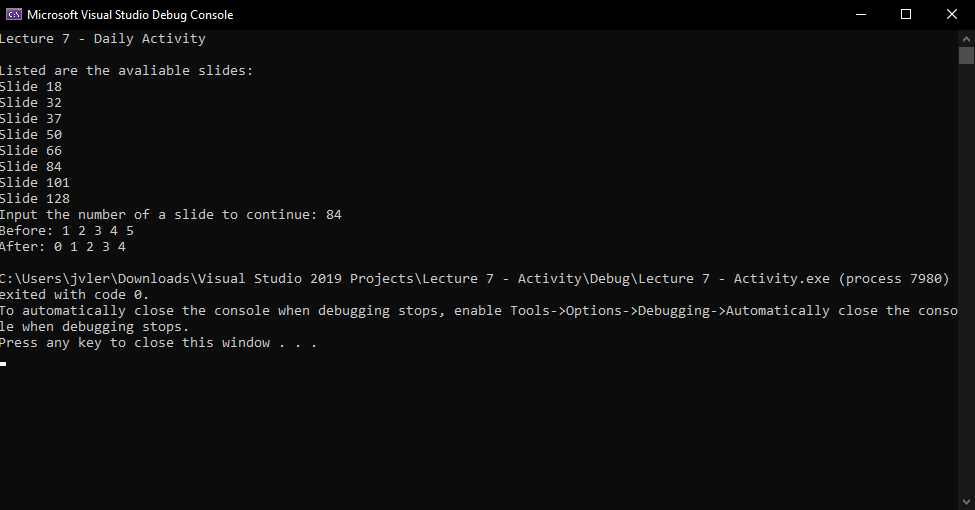 Microsoft Visual Studio Debug Console
Lecture 7 - Daily Activity
Listed are the avaliable slides:
Slide 18
Slide 32
Slide 37
Slide 50
Slide 66
Slide 84
Slide 101
Slide 128
Input the number of a slide to continue: 84
Before: 1 2 3 4 5
After: 0 1 2 3 4
C:\Users\jvler\Downloads\Visual Studio 2019 Projects\Lecture 7 - Activity\Debug\Lecture 7 - Activity.exe (process 7980)
exited with code 0.
To automatically close the console when debugging stops, enable Tools->Options->Debugging->Automatically close the conso
le when debugging stops.
Press any key to close this window . . .